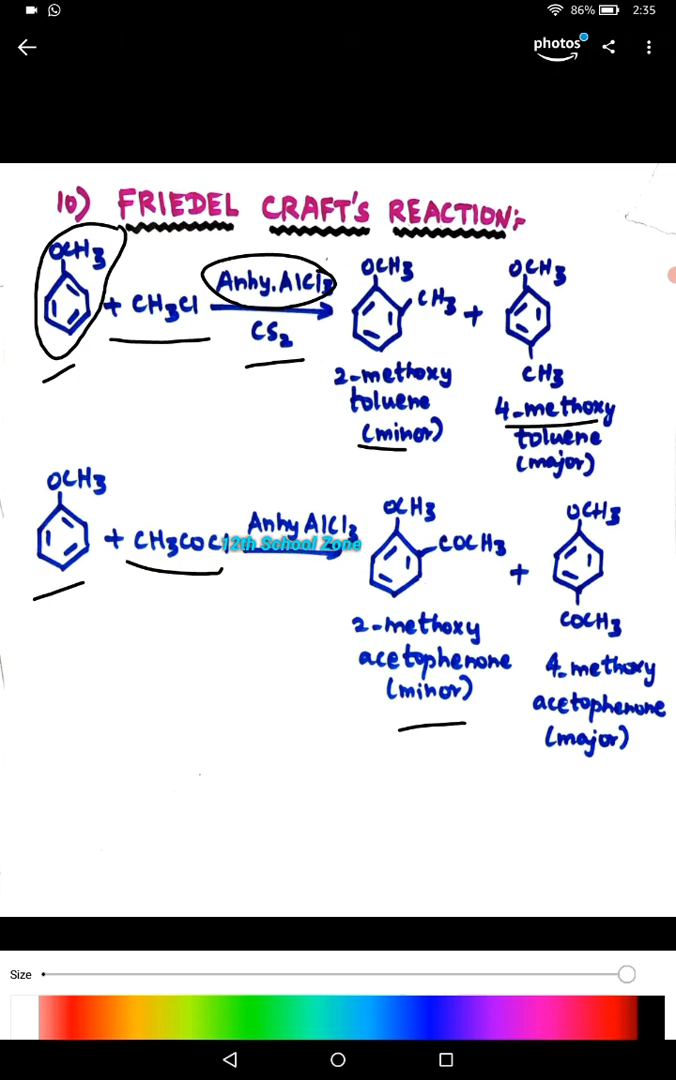 86% 2:35
photos
10) FRIEDEL CRAFT'S REACTION:-
OCH3
+ CH3Cl
Anhy. AlCl3
CS2
OCH3
CH3 +
OCH3
CH3
2-methoxy
toluene
(minor)
4-methoxy
toluene
(major)
OCH3
+ CH3COCl
Anhy AlCl3
12th School Zone
OCH3
COCH3
+
OCH3
COCH3
2-methoxy
acetophenone
(minor)
4-methoxy
acetophenone
(major)
Size